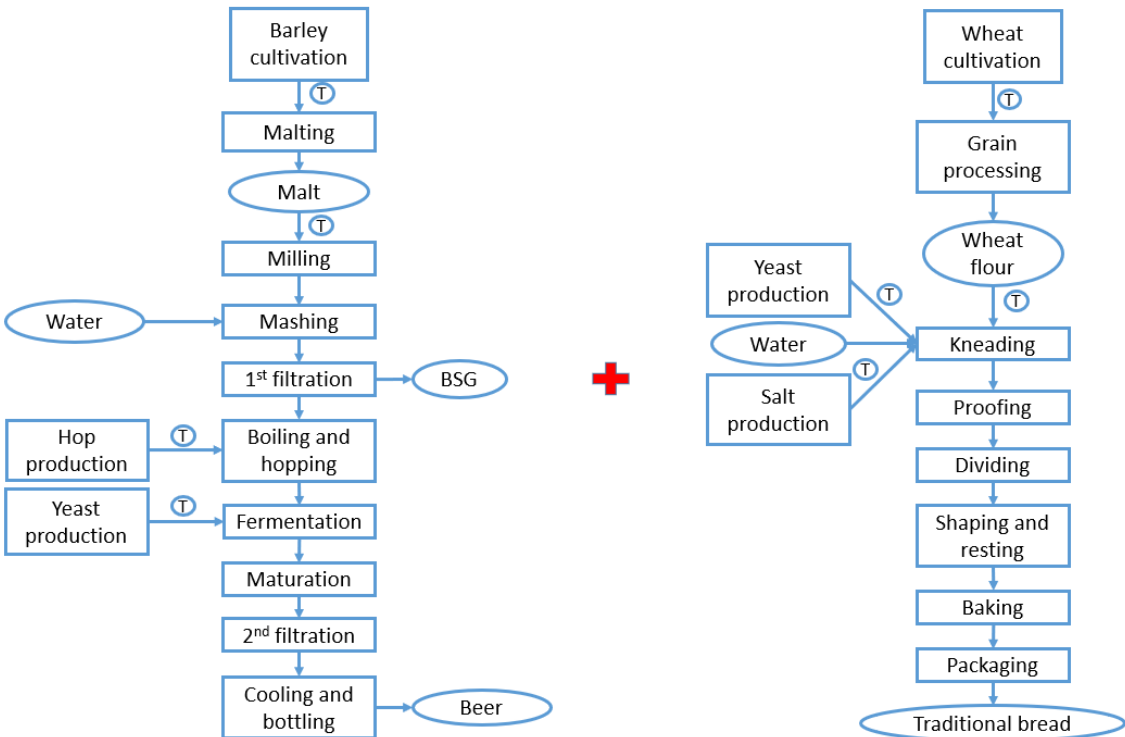 Barley
cultivation
T
Malting
Malt
T
Milling
Water
Mashing
1st filtration
BSG
Hop
production
T
Boiling and
hopping
Yeast
production
T
Fermentation
Maturation
2nd filtration
Cooling and
bottling
Beer
Wheat
cultivation
T
Grain
processing
Wheat
flour
T
Yeast
production
T
Water
Kneading
Salt
production
T
Proofing
Dividing
Shaping and
resting
Baking
Packaging
Traditional bread